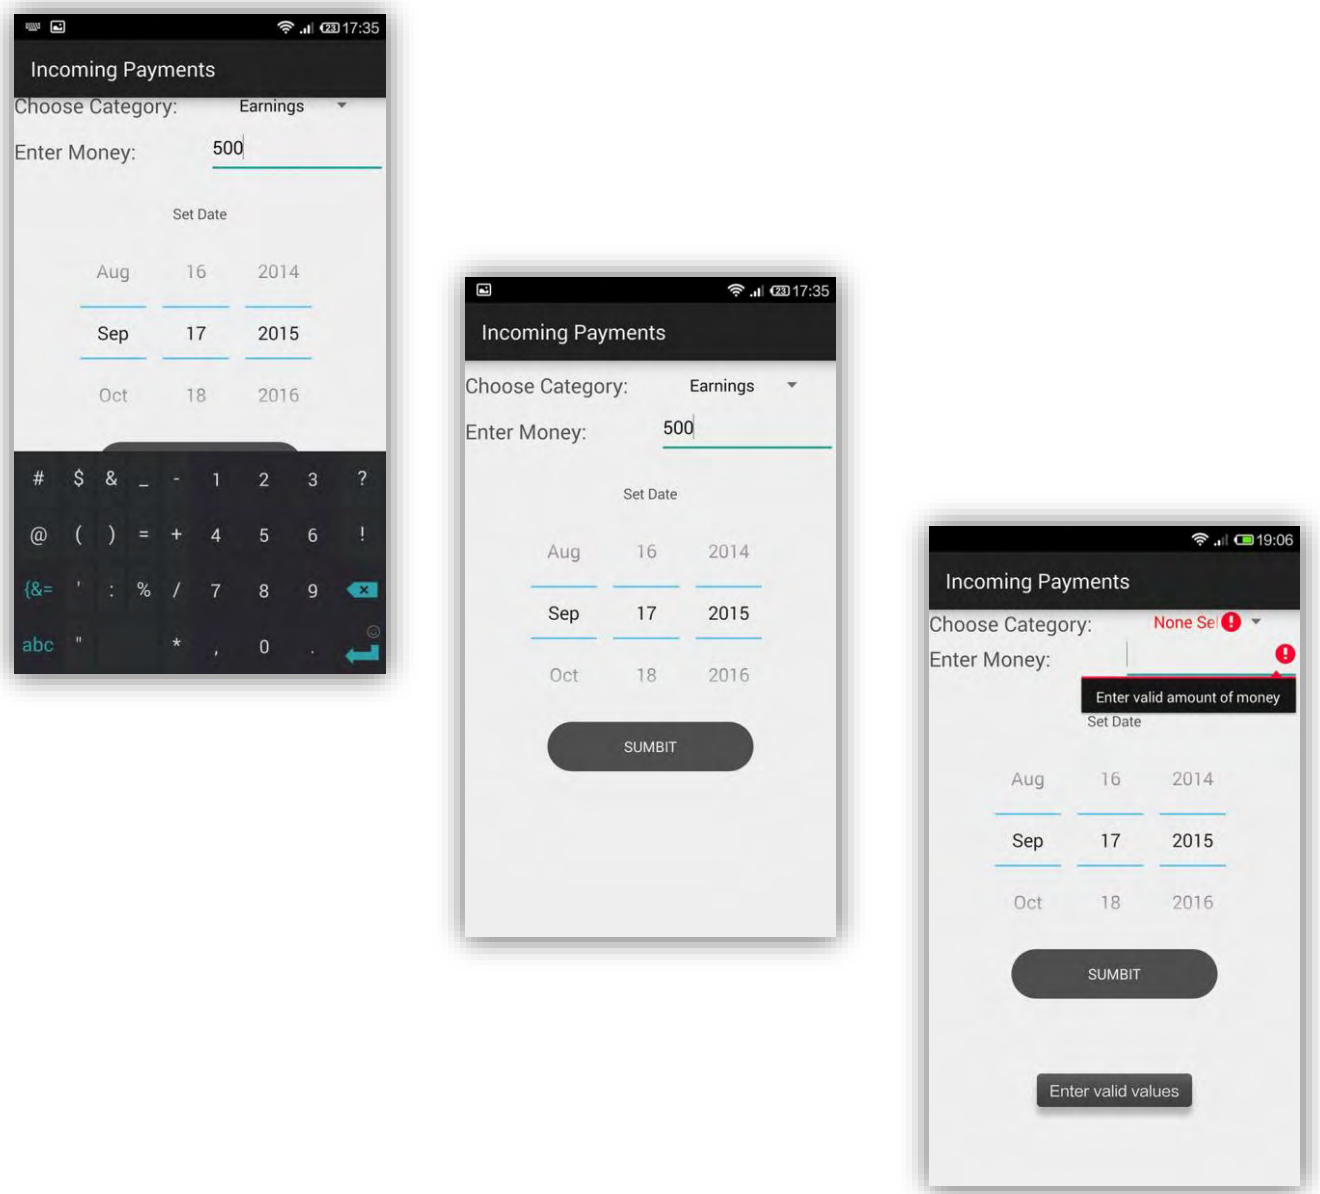 23 17:35
Incoming Payments
Choose Category: Earnings
Enter Money: 500
Set Date
Aug 16 2014
Sep 17 2015
Oct 18 2016
# $ & _ - 1 2 3 ?
@ ( ) = + 4 5 6 !
{&= ' : % / 7 8 9
abc " * , 0 .
23 17:35
Incoming Payments
Choose Category: Earnings
Enter Money: 500
Set Date
Aug 16 2014
Sep 17 2015
Oct 18 2016
SUMBIT
19:06
Incoming Payments
Choose Category: None Sel
Enter Money:
Enter valid amount of money
Set Date
Aug 16 2014
Sep 17 2015
Oct 18 2016
SUMBIT
Enter valid values